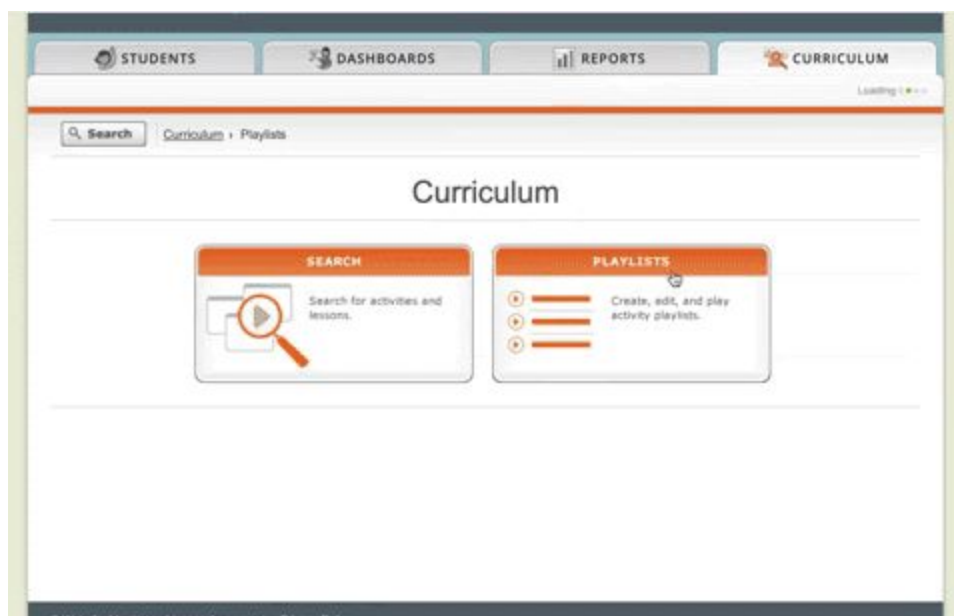 STUDENTS
DASHBOARDS
REPORTS
CURRICULUM
Loading
Search
Curriculum › Playlists
Curriculum
SEARCH
Search for activities and
lessons.
PLAYLISTS
Create, edit, and play
activity playlists.